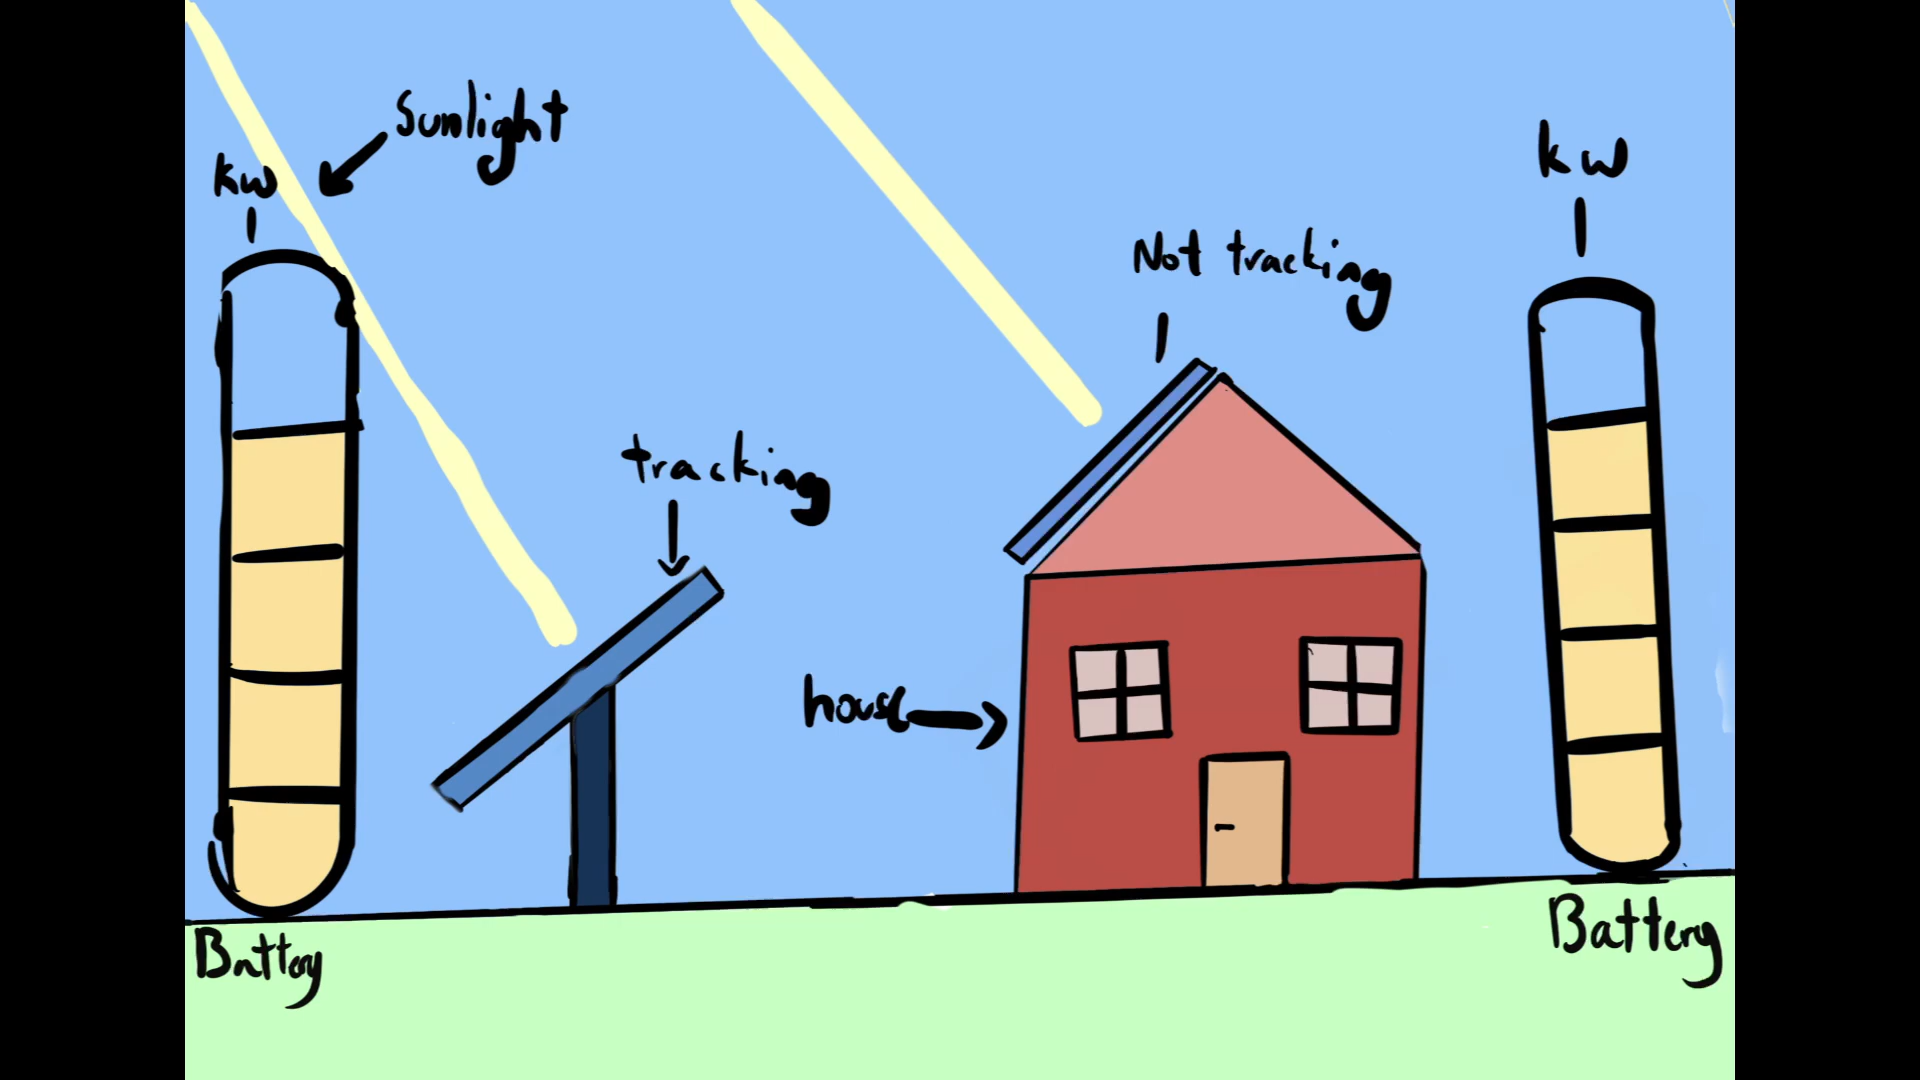 Sunlight
kw
kw
Not tracking
tracking
house
Battery
Battery